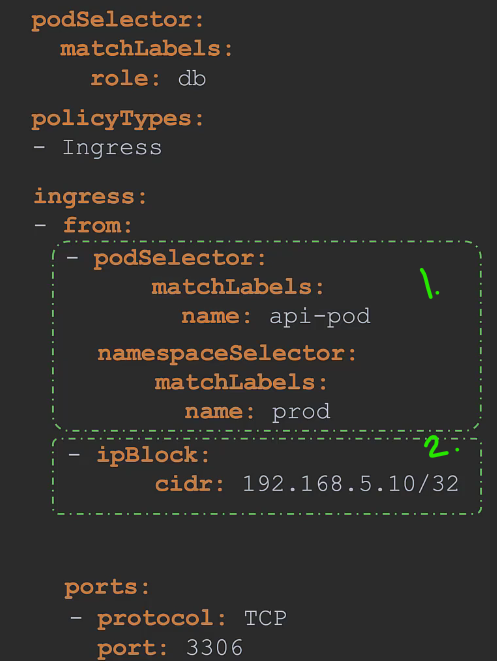 podSelector:
matchLabels:
role: db
policyTypes:
- Ingress
ingress:
- from:
- podSelector:
matchLabels:
1.
name: api-pod
namespaceSelector:
matchLabels:
name: prod
- ipBlock:
2.
cidr: 192.168.5.10/32
ports:
- protocol: TCP
port: 3306